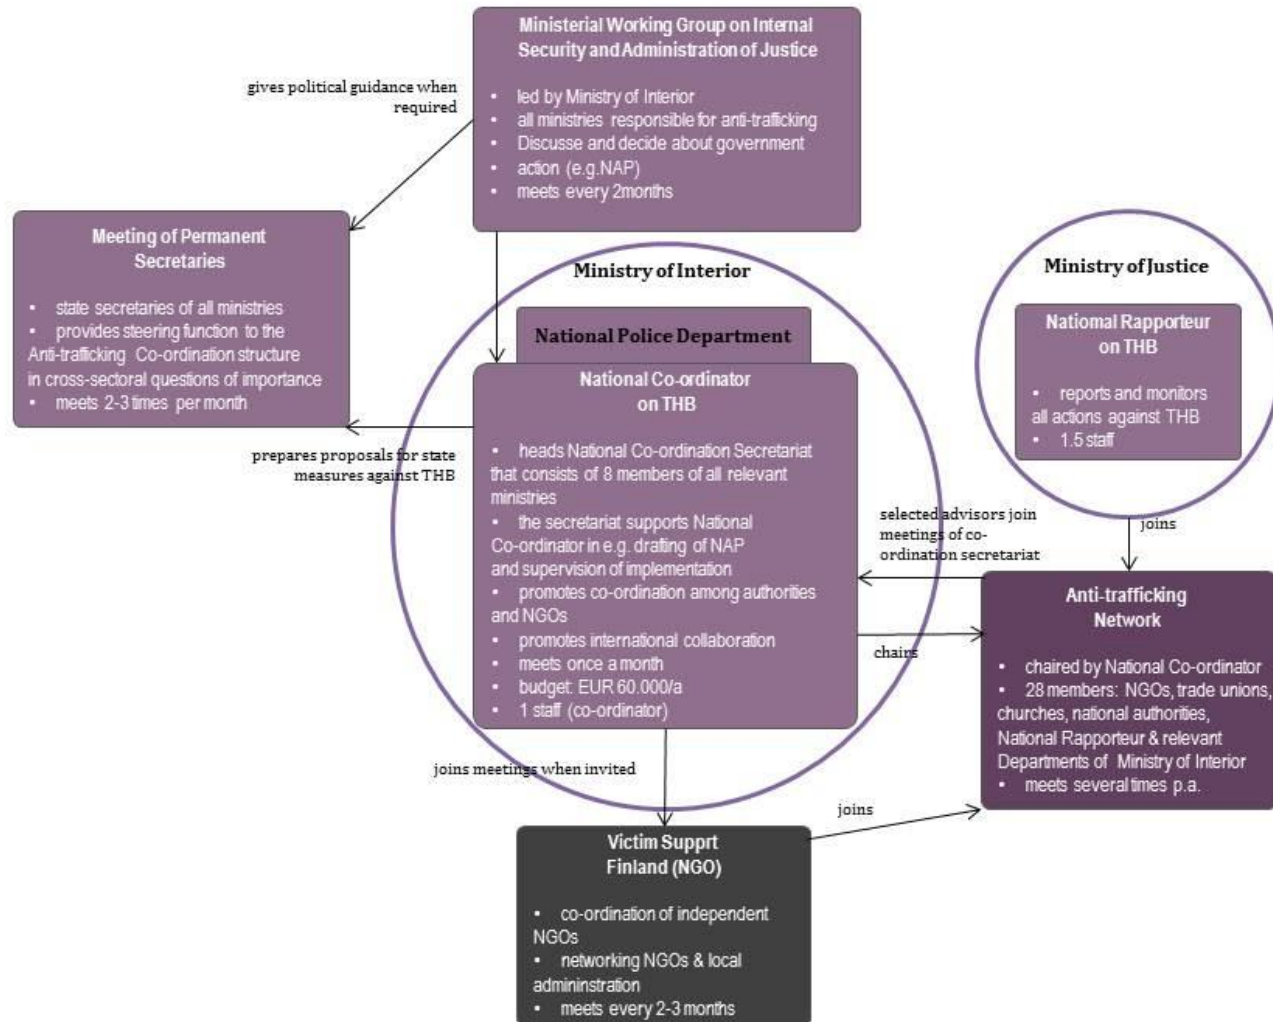 Ministerial Working Group on Internal
Security and Administration of Justice
• led by Ministry of Interior
• all ministries responsible for anti-trafficking
• Discusse and decide about government
• action (e.g.NAP)
• meets every 2months
gives political guidance when
required
Meeting of Permanent
Secretaries
• state secretaries of all ministries
• provides steering function to the
Anti-trafficking Co-ordination structure
in cross-sectoral questions of importance
• meets 2-3 times per month
Ministry of Interior
National Police Department
National Co-ordinator
on THB
• heads National Co-ordination Secretariat
that consists of 8 members of all relevant
ministries
• the secretariat supports National
Co-ordinator in e.g. drafting of NAP
and supervision of implementation
• promotes co-ordination among authorities
and NGOs
• promotes international collaboration
• meets once a month
• budget: EUR 60.000/a
• 1 staff (co-ordinator)
prepares proposals for state
measures against THB
Ministry of Justice
Natiomal Rapporteur
on THB
• reports and monitors
all actions against THB
• 1.5 staff
joins
selected advisors join
meetings of co-
ordination secretariat
chairs
Anti-trafficking
Network
• chaired by National Co-ordinator
• 28 members: NGOs, trade unions,
churches, national authorities,
National Rapporteur & relevant
Departments of Ministry of Interior
• meets several times p.a.
joins meetings when invited
joins
Victim Supprt
Finland (NGO)
• co-ordination of independent
NGOs
• networking NGOs & local
admininstration
• meets every 2-3 months